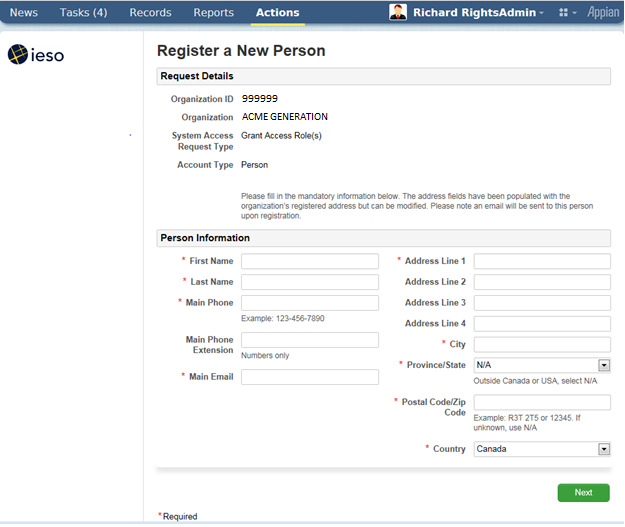 News Tasks (4) Records Reports Actions Richard RightsAdmin Appian
ieso
Register a New Person
Request Details
Organization ID 999999
Organization ACME GENERATION
System Access
Request Type Grant Access Role(s)
Account Type Person
Please fill in the mandatory information below. The address fields have been populated with the
organization's registered address but can be modified. Please note an email will be sent to this person
upon registration.
Person Information
* First Name
* Last Name
* Main Phone
Example: 123-456-7890
Main Phone
Extension
Numbers only
* Main Email
* Address Line 1
Address Line 2
Address Line 3
Address Line 4
* City
* Province/State N/A
Outside Canada or USA, select N/A
* Postal Code/Zip
Code
Example: R3T 2T5 or 12345. If
unknown, use N/A
* Country Canada
Next
* Required